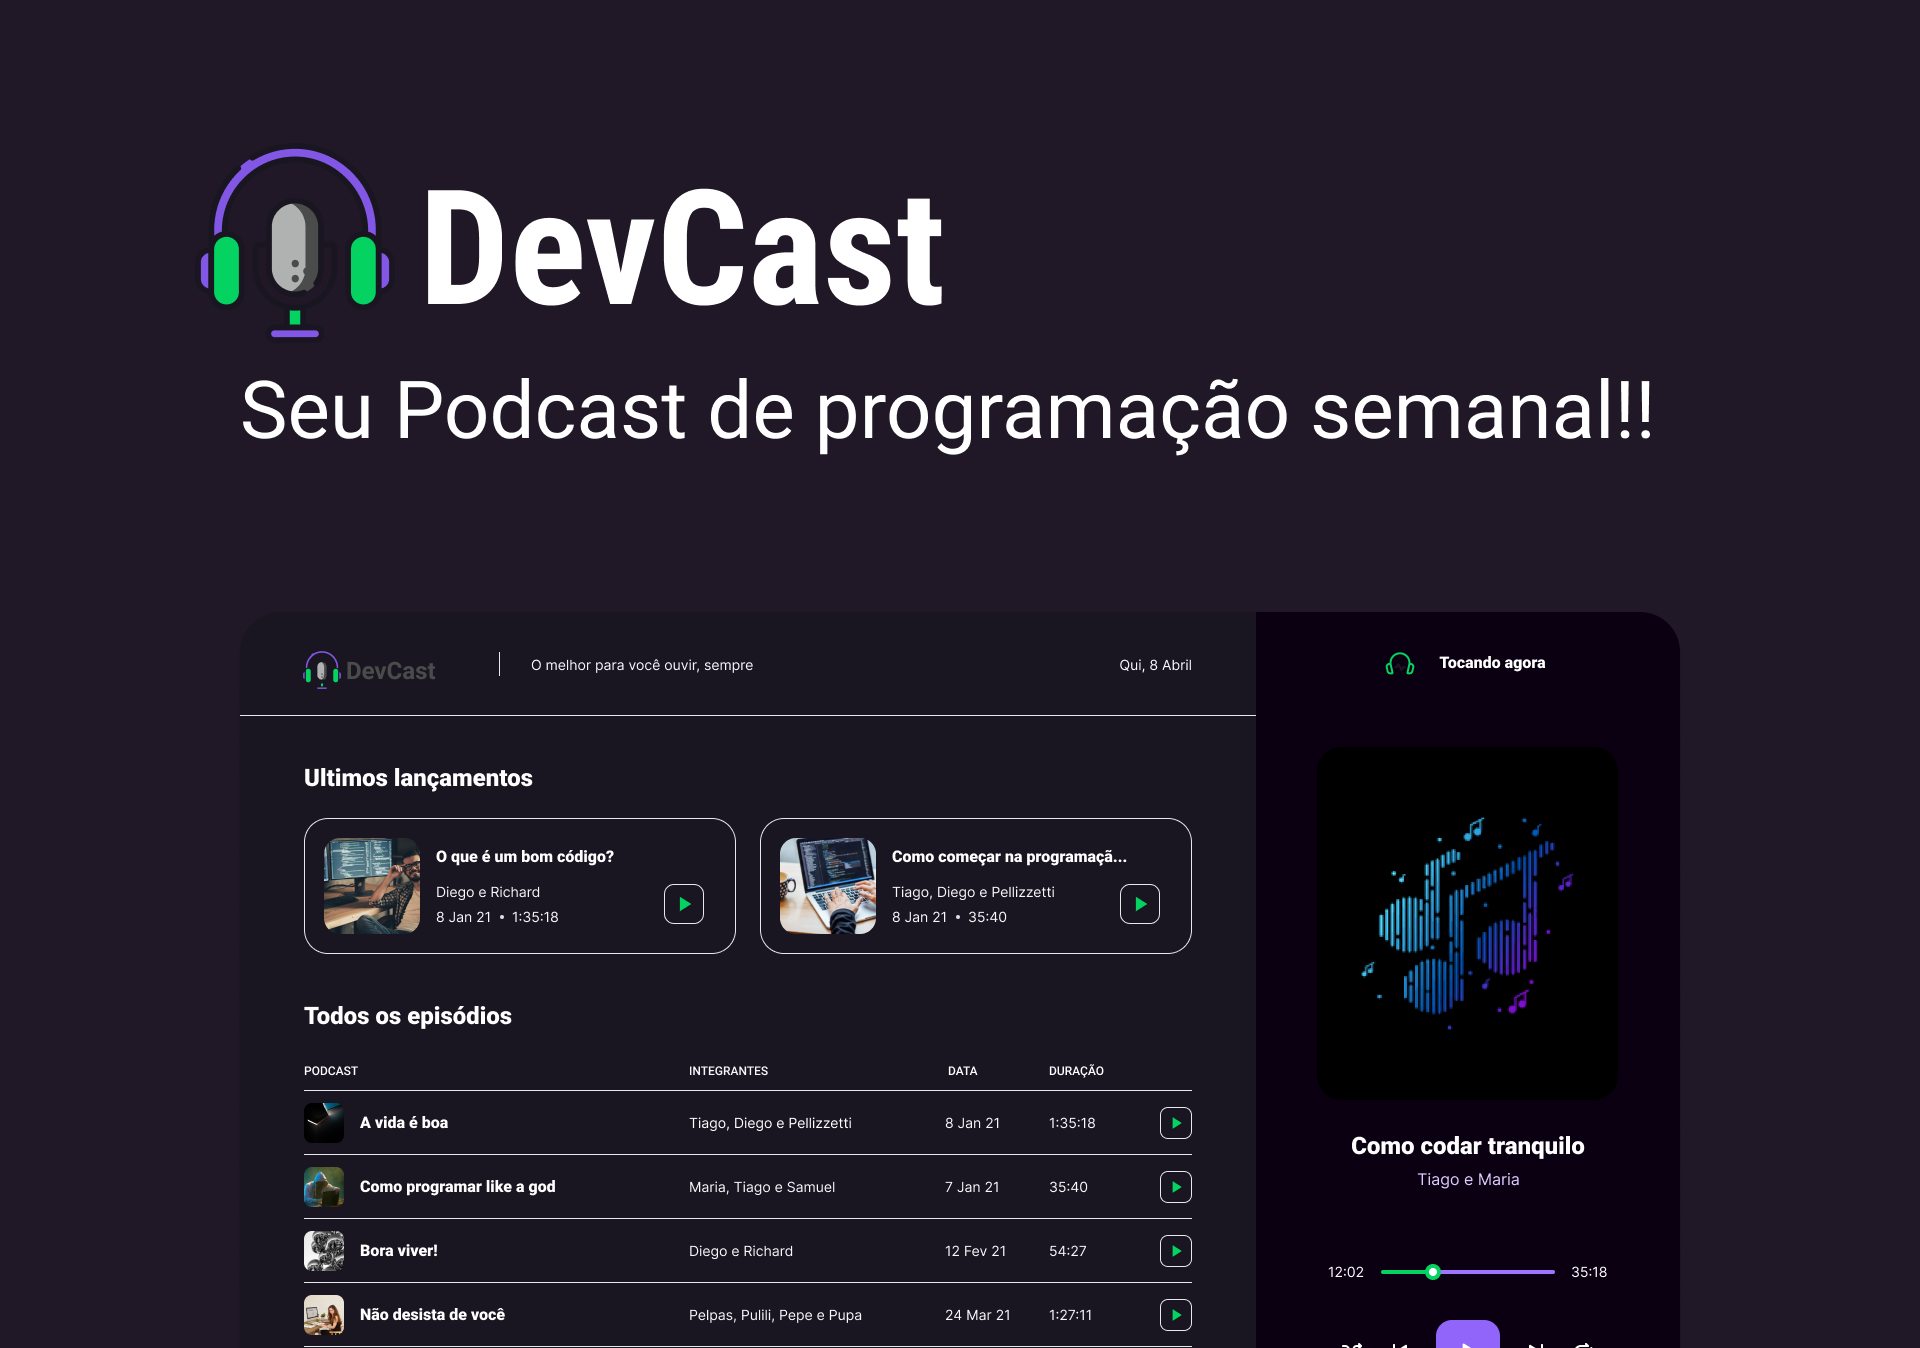 DevCast
Seu Podcast de programação semanal!!
DevCast
O melhor para você ouvir, sempre
Qui, 8 Abril
Tocando agora
Ultimos lançamentos
O que é um bom código?
Diego e Richard
8 Jan 21 • 1:35:18
Como começar na programaçã...
Tiago, Diego e Pellizzetti
8 Jan 21 • 35:40
Todos os episódios
PODCAST INTEGRANTES DATA DURAÇÃO
A vida é boa Tiago, Diego e Pellizzetti 8 Jan 21 1:35:18
Como programar like a god Maria, Tiago e Samuel 7 Jan 21 35:40
Bora viver! Diego e Richard 12 Fev 21 54:27
Não desista de você Pelpas, Pulili, Pepe e Pupa 24 Mar 21 1:27:11
Como codar tranquilo
Tiago e Maria
12:02 35:18